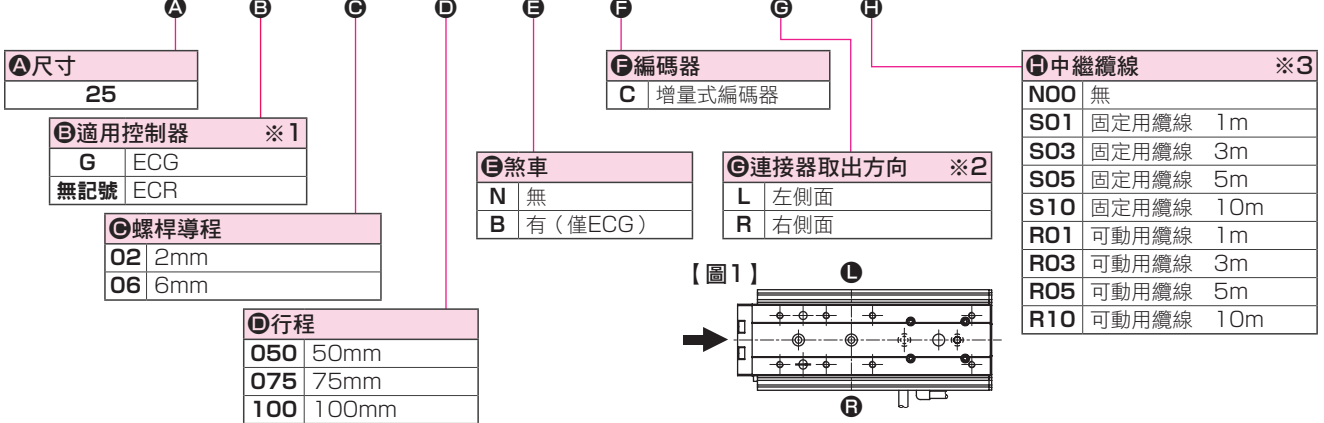 Ⓐ Ⓑ Ⓒ Ⓓ Ⓔ Ⓕ Ⓖ Ⓗ
Ⓐ尺寸
25
Ⓑ適用控制器 ※1
G ECG
無記號 ECR
Ⓒ螺桿導程
02 2mm
06 6mm
Ⓓ行程
050 50mm
075 75mm
100 100mm
Ⓔ煞車
N 無
B 有(僅ECG)
Ⓕ編碼器
C 增量式編碼器
Ⓖ連接器取出方向 ※2
L 左側面
R 右側面
【圖1】
Ⓛ
Ⓡ
Ⓗ中繼纜線 ※3
N00 無
S01 固定用纜線 1m
S03 固定用纜線 3m
S05 固定用纜線 5m
S10 固定用纜線 10m
R01 可動用纜線 1m
R03 可動用纜線 3m
R05 可動用纜線 5m
R10 可動用纜線 10m